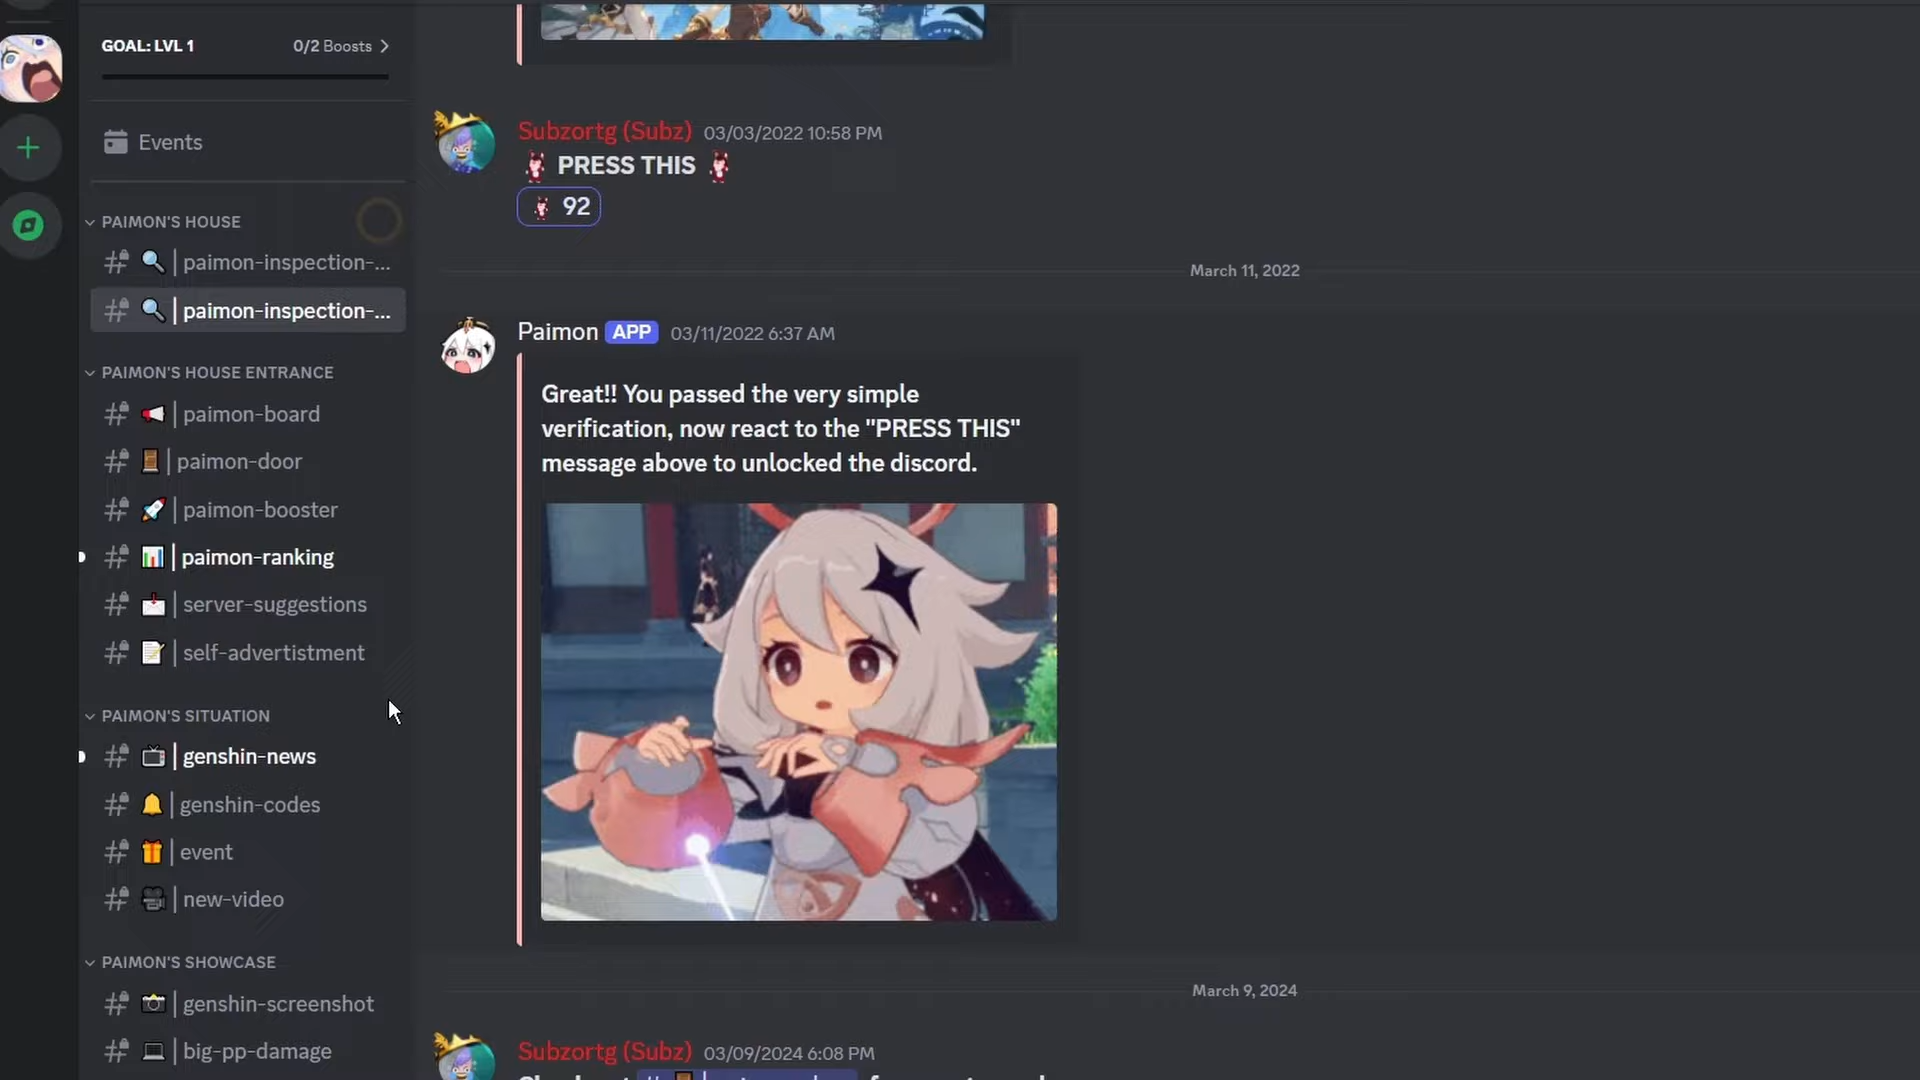 GOAL: LVL 1
0/2 Boosts
Events
PAIMON'S HOUSE
paimon-inspection-...
paimon-inspection-...
PAIMON'S HOUSE ENTRANCE
paimon-board
paimon-door
paimon-booster
paimon-ranking
server-suggestions
self-advertistment
PAIMON'S SITUATION
genshin-news
genshin-codes
event
new-video
PAIMON'S SHOWCASE
genshin-screenshot
big-pp-damage
Subzortg (Subz) 03/03/2022 10:58 PM
PRESS THIS
92
March 11, 2022
Paimon APP 03/11/2022 6:37 AM
Great!! You passed the very simple
verification, now react to the "PRESS THIS"
message above to unlocked the discord.
March 9, 2024
Subzortg (Subz) 03/09/2024 6:08 PM